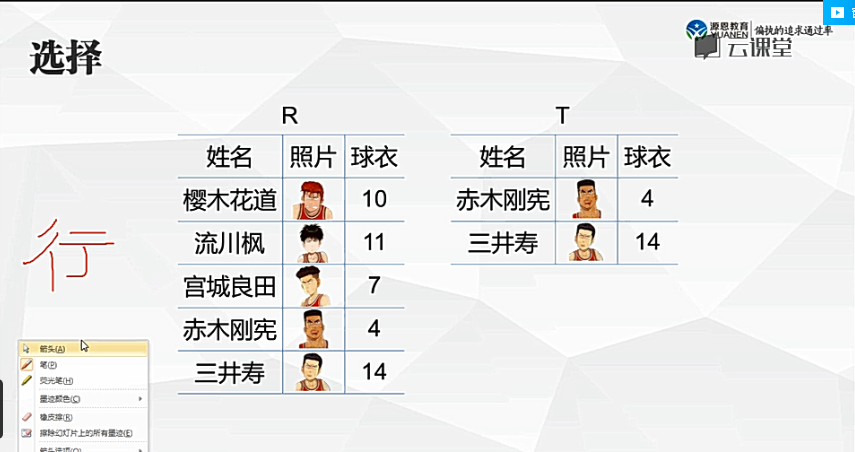 源恩教育
YUANEN
偏执的追求通过率
云课堂
选择
R
姓名 照片 球衣
樱木花道 10
流川枫 11
宫城良田 7
赤木刚宪 4
三井寿 14
T
姓名 照片 球衣
赤木刚宪 4
三井寿 14
行
箭头(A)
笔(P)
荧光笔(H)
墨迹颜色(C)
橡皮擦(R)
擦除幻灯片上的所有墨迹(E)
箭头选项(O)